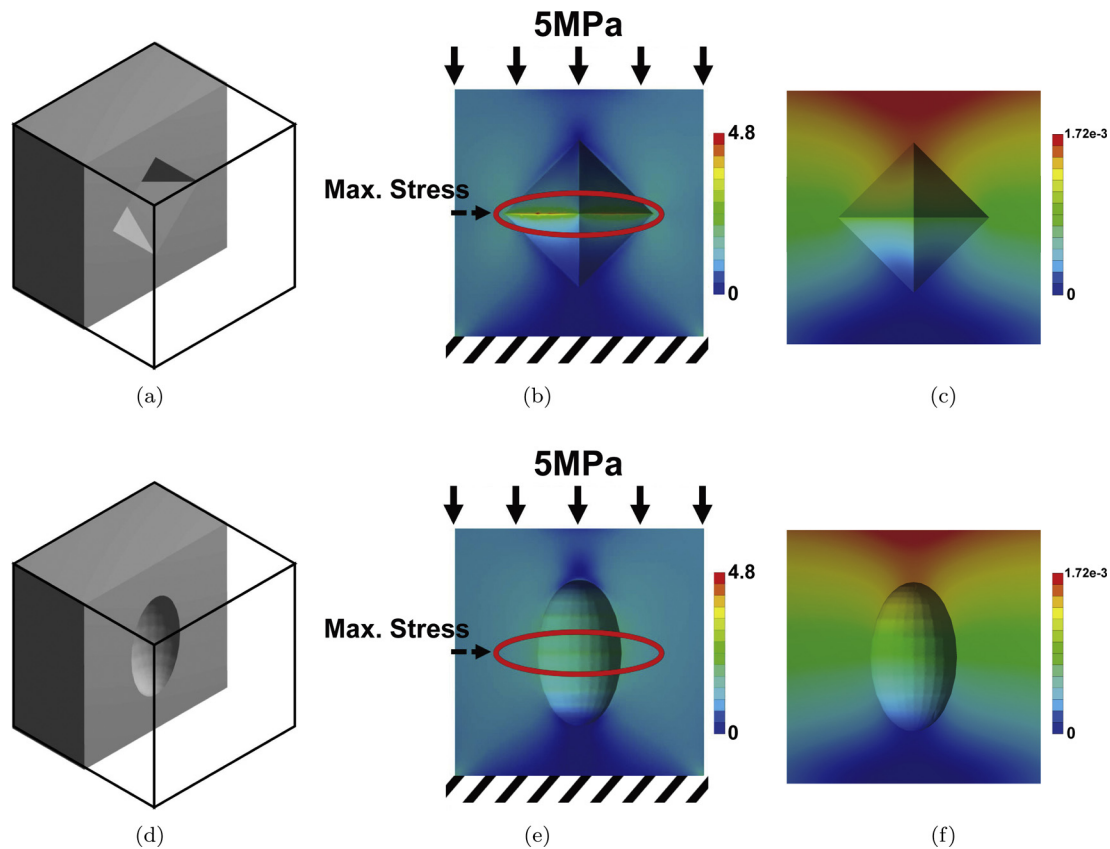 5MPa
Max. Stress
4.8
0
1.72e-3
0
(a)
(b)
(c)
5MPa
Max. Stress
4.8
0
1.72e-3
0
(d)
(e)
(f)